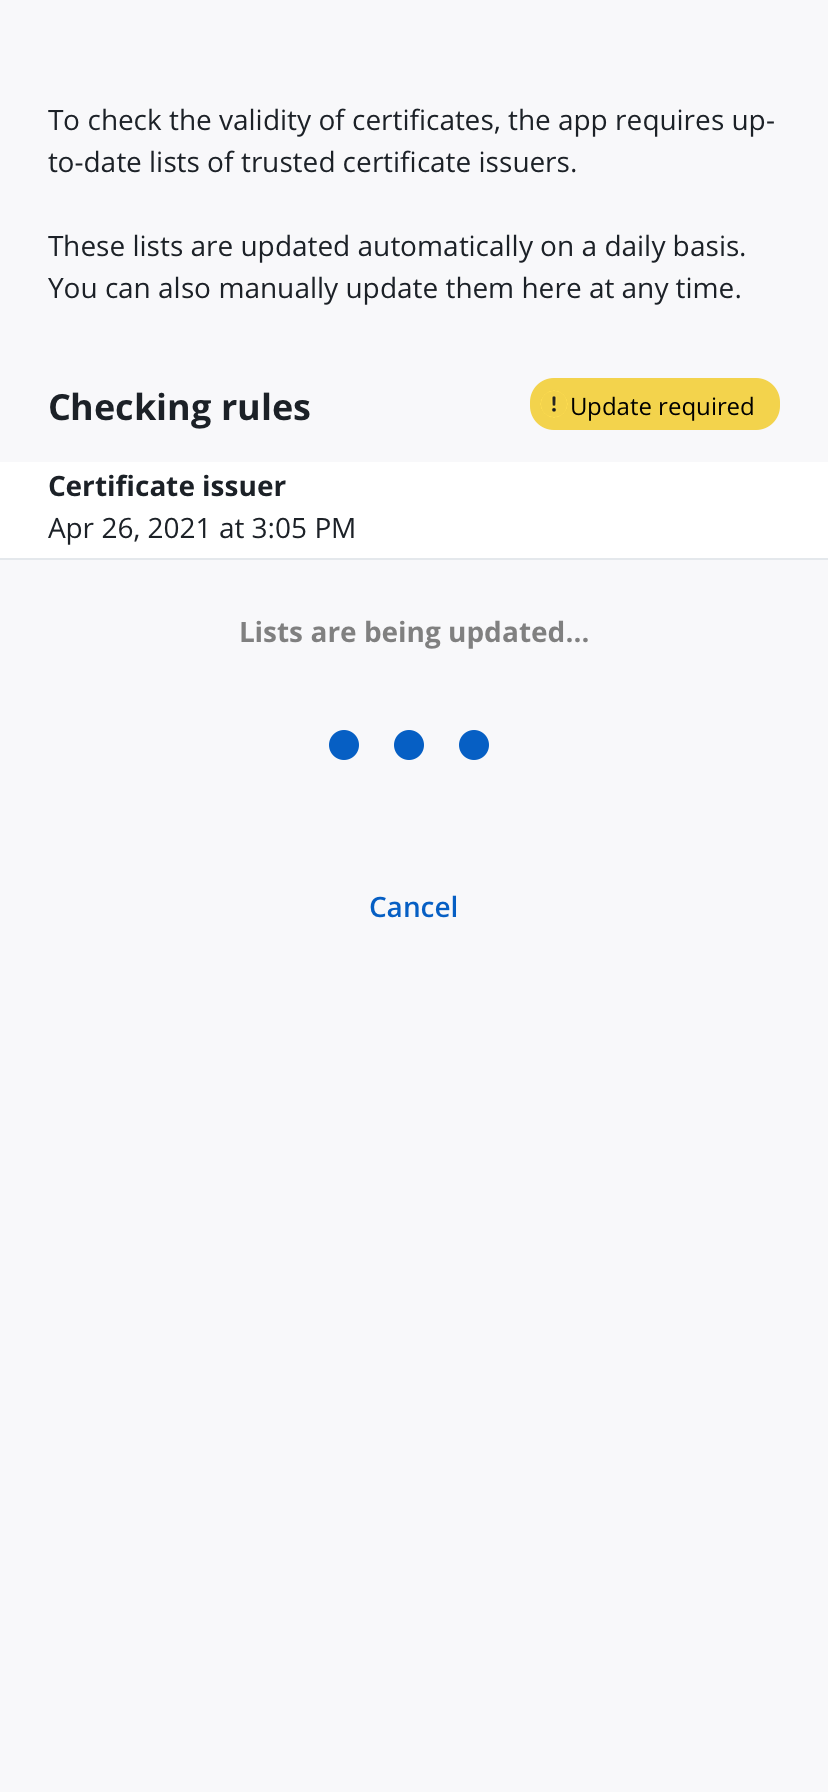 To check the validity of certificates, the app requires up-
to-date lists of trusted certificate issuers.
These lists are updated automatically on a daily basis.
You can also manually update them here at any time.
Checking rules
! Update required
Certificate issuer
Apr 26, 2021 at 3:05 PM
Lists are being updated...
Cancel